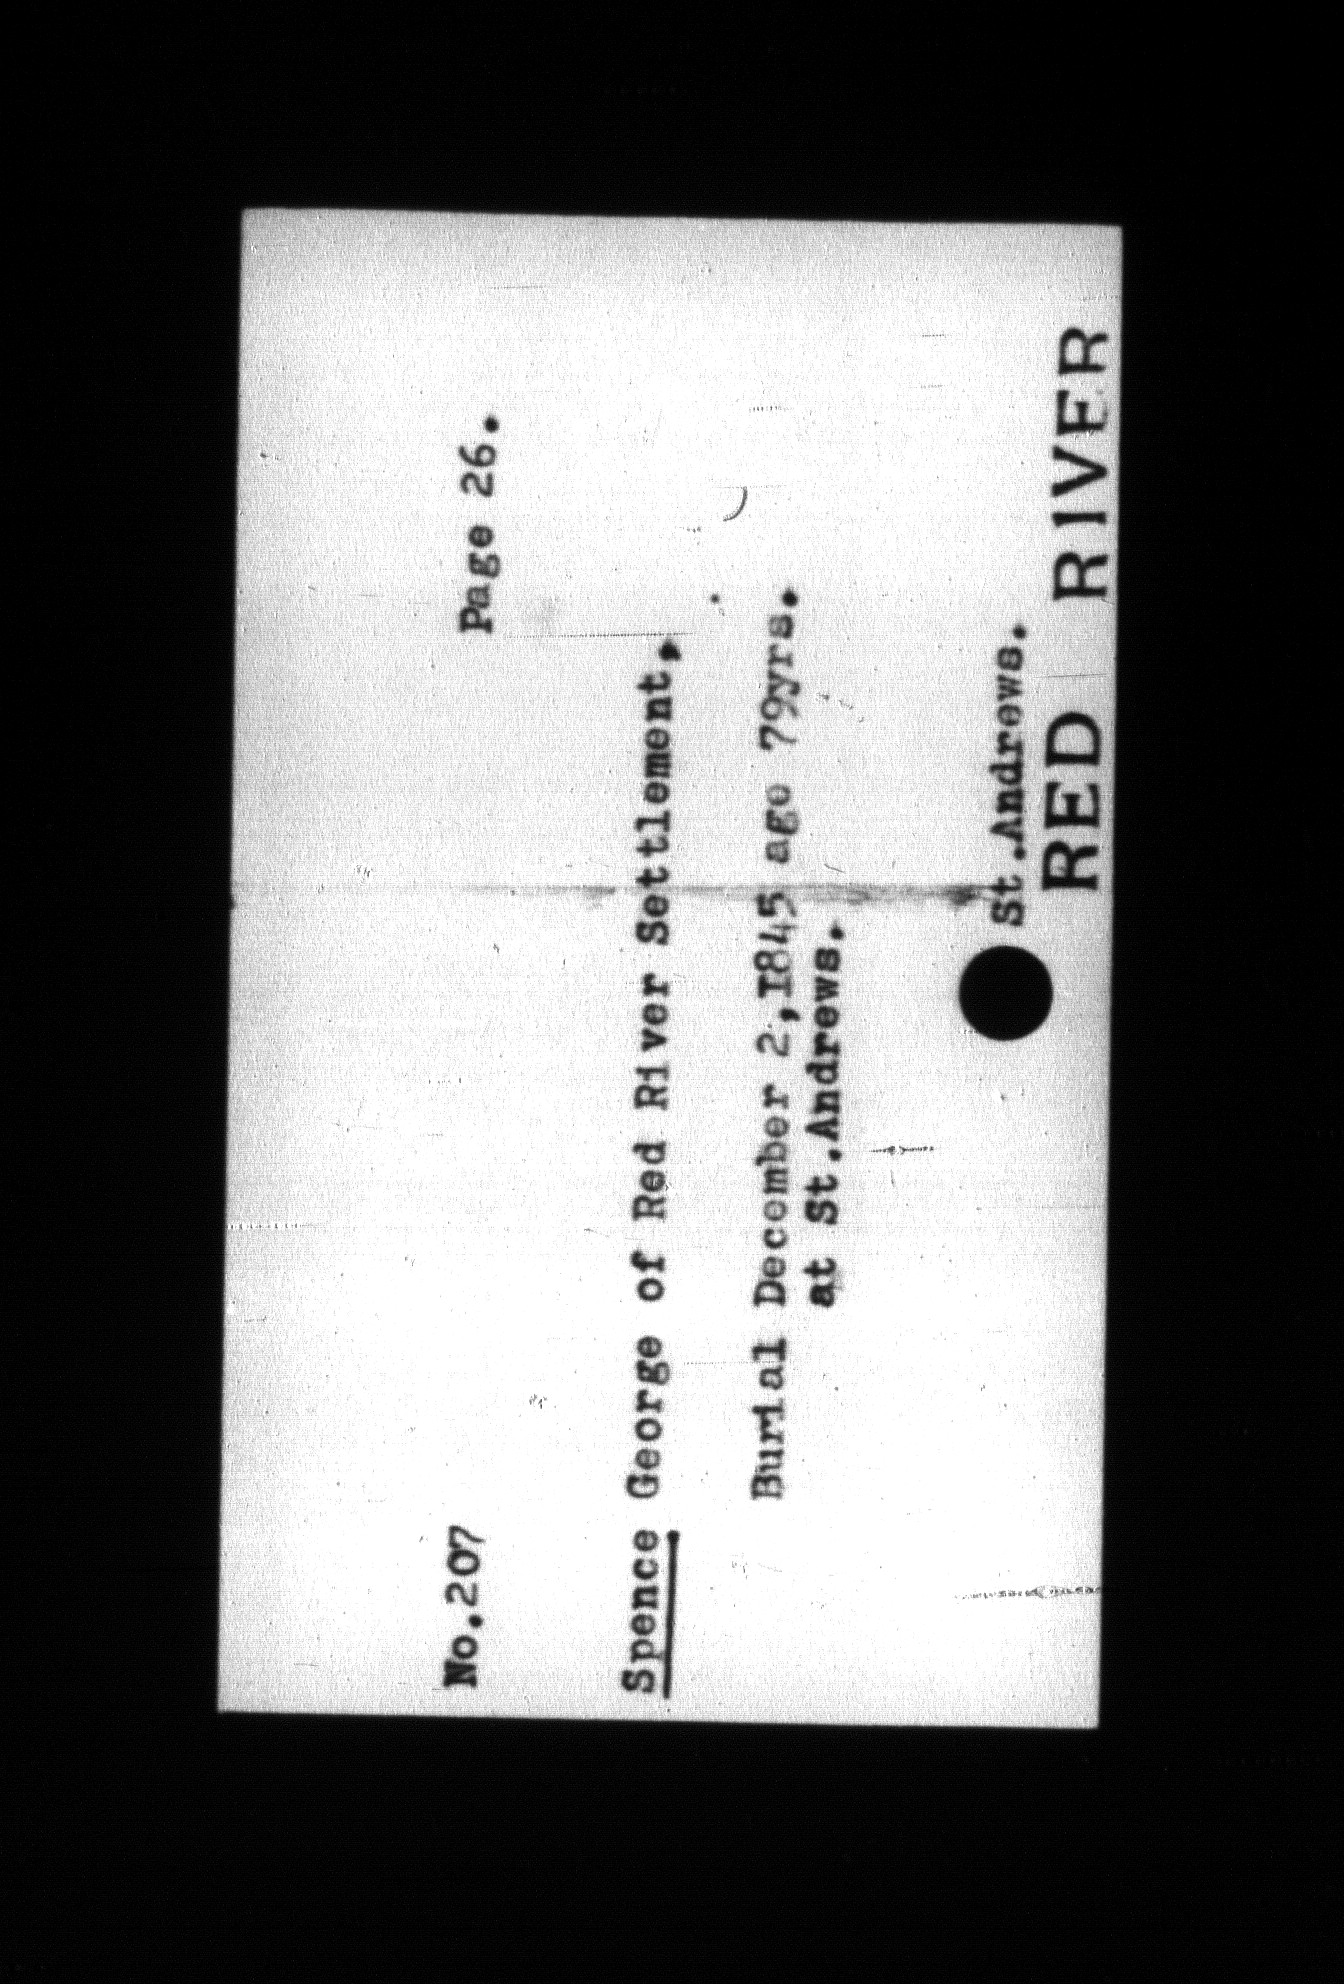 No.207 Page 26.
Spence George of Red River Settlement,
Burial December 2,1845 age 79yrs.
at St.Andrews.
St.Andrews.
RED RIVER